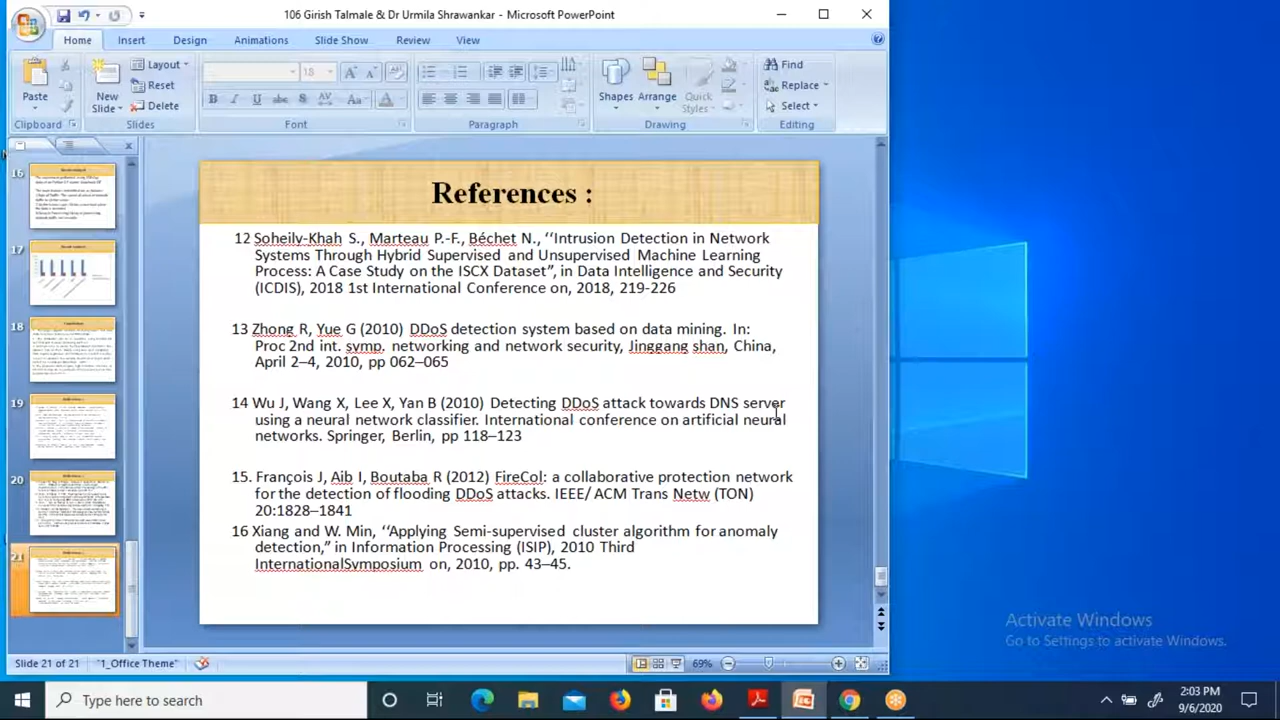 106 Girish Talmale & Dr Urmila Shrawankar - Microsoft PowerPoint
Home Insert Design Animations Slide Show Review View
Paste
New
Slide
Layout
Reset
Delete
18
B I U abc S AV Aa A
Shapes Arrange Quick
Styles
Find
Replace
Select
Clipboard Slides Font Paragraph Drawing Editing
16
17
18
19
20
21
References :
12 Soheily-Khah S., Marteau P.-F., Béchet N., ‘‘Intrusion Detection in Network
Systems Through Hybrid Supervised and Unsupervised Machine Learning
Process: A Case Study on the ISCX Dataset”, in Data Intelligence and Security
(ICDIS), 2018 1st International Conference on, 2018, 219-226
13 Zhong R, Yue G (2010) DDoS detection system based on data mining. In:
Proc 2nd int. symp. networking and network security, Jinggang shan, China
April 2–4, 2010, pp 062–065
14 Wu J, Wang X, Lee X, Yan B (2010) Detecting DDoS attack towards DNS server
using a neural network classifier. International conference on artificial neural
networks. Springer, Berlin, pp 118–123
15. François J, Aib I, Boutaba R (2012) FireCol: a collaborative protection network
for the detection of flooding DDoS attacks. IEEE/ ACM Trans Netw (TON)
20:1828–1841
16 Xiang and W. Min, ‘‘Applying Semi-supervised cluster algorithm for anomaly
detection,” in Information Processing (ISIP), 2010 Third
InternationalSymposium on, 2010, pp. 43–45.
Activate Windows
Go to Settings to activate Windows.
Slide 21 of 21 "1_Office Theme" 69%
Type here to search
2:03 PM
9/6/2020